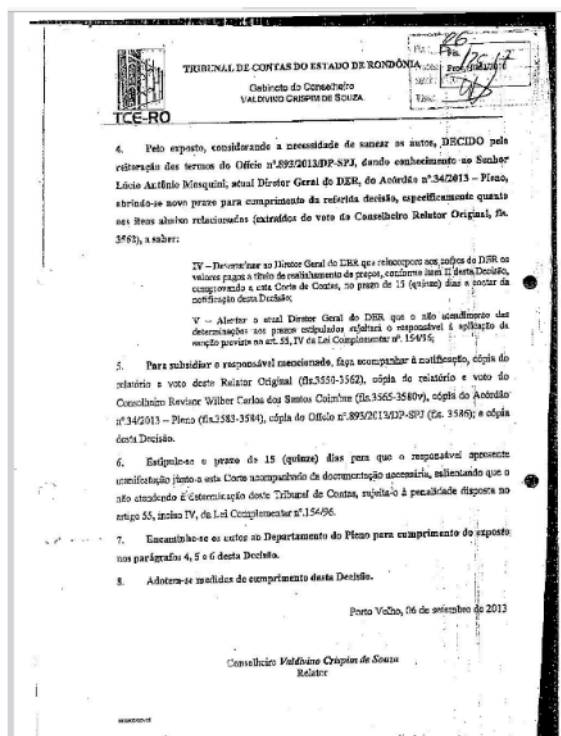 TRIBUNAL DE CONTAS DO ESTADO DE RONDÔNIA
Gabinete do Conselheiro
VALDIVINO CRISPIM DE SOUZA
TCE-RO
4. Pelo exposto, considerando a necessidade de sanear os autos, DECIDO pela
reiteração dos termos do Ofício nº.893/2013/DP-SPJ, dando conhecimento ao Senhor
Lúcio Antônio Mosquini, atual Diretor Geral do DER, do Acórdão nº.34/2013 – Pleno,
abrindo-se novo prazo para cumprimento da referida decisão, especificamente quanto
aos itens abaixo relacionados (extraídos do voto do Conselheiro Relator Original, fls.
3562), a saber:
IV – Determinar ao Diretor Geral do DER que reincorpore aos cofres do DER os
valores pagos a título de realinhamento de preços, conforme item II desta Decisão,
comprovando a esta Corte de Contas, no prazo de 15 (quinze) dias a contar da
notificação desta Decisão;
V – Alertar o atual Diretor Geral do DER que o não atendimento das
determinações nos prazos estipulados sujeitará o responsável à aplicação da
sanção prevista no art. 55, IV da Lei Complementar nº. 154/96;
5. Para subsidiar o responsável mencionado, faça acompanhar à notificação, cópia do
relatório e voto deste Relator Original (fls.3550-3562), cópia do relatório e voto do
Conselheiro Revisor Wilber Carlos dos Santos Coimbra (fls.3565-3580v), cópia do Acórdão
nº.34/2013 – Pleno (fls.3583-3584), cópia do Ofício nº.893/2013/DP-SPJ (fls. 3586); e cópia
desta Decisão.
6. Estipula-se o prazo de 15 (quinze) dias para que o responsável apresente
manifestação junto a esta Corte acompanhada de documentação necessária, salientando que o
não atendendo à determinação deste Tribunal de Contas, sujeita-o à penalidade disposta no
artigo 55, inciso IV, da Lei Complementar nº.154/96.
7. Encaminhe-se os autos ao Departamento do Pleno para cumprimento do exposto
nos parágrafos 4, 5 e 6 desta Decisão.
8. Adotem-se medidas de cumprimento desta Decisão.
Porto Velho, 06 de setembro de 2013
Conselheiro Valdivino Crispim de Souza
Relator